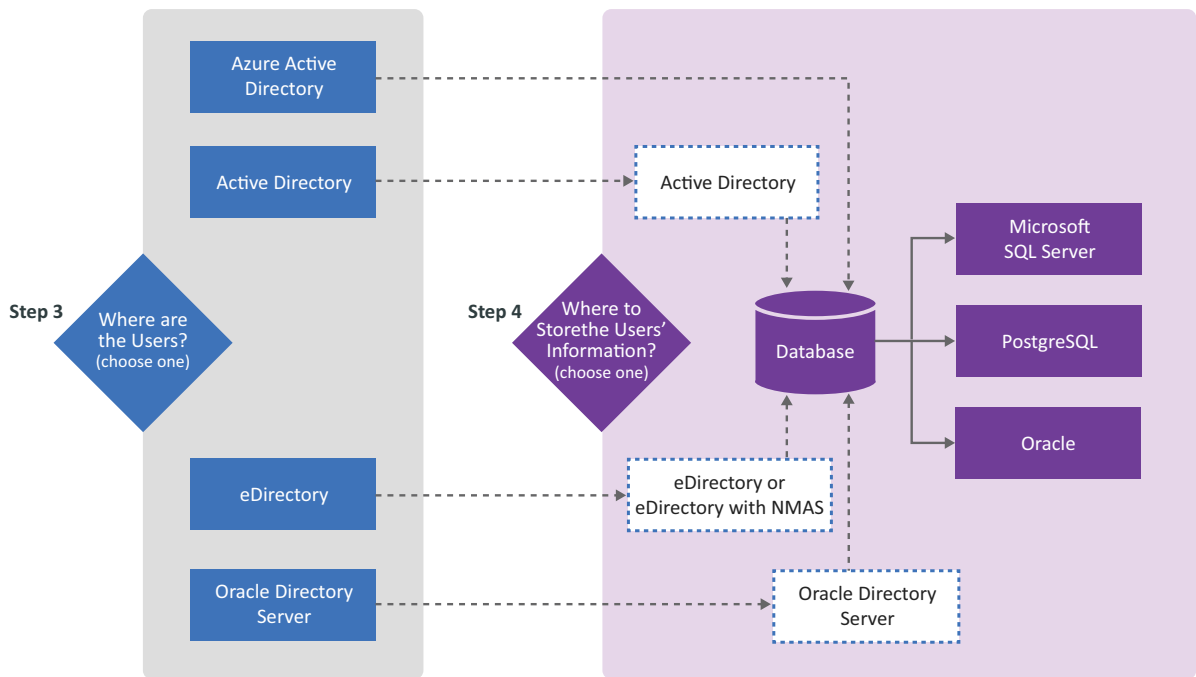 Step 3
Where are
the Users?
(choose one)
Azure Active
Directory
Active Directory
eDirectory
Oracle Directory
Server
Step 4
Where to
Storethe Users'
Information?
(choose one)
Active Directory
Database
eDirectory or
eDirectory with NMAS
Oracle Directory
Server
Microsoft
SQL Server
PostgreSQL
Oracle